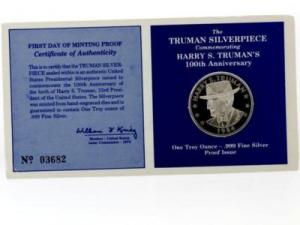 FIRST DAY OF MINTING PROOF
Certificate of Authenticity
This is to certify that the TRUMAN SILVER-
PIECE sealed within is an authentic United
States Presidential Silverpiece issued to
commemorate the 100th Anniversary of
the birth of Harry S. Truman, 33rd Presi-
dent of the United States. The Silverpiece
was minted from hand-engraved dies and is
guaranteed to contain One Troy Ounce of
.999 Fine Silver.
Nº 03682
The
TRUMAN SILVERPIECE
Commemorating
HARRY S. TRUMAN'S
100th Anniversary
HARRY S. TRUMAN
1984
One Troy Ounce - .999 Fine Silver
Proof Issue